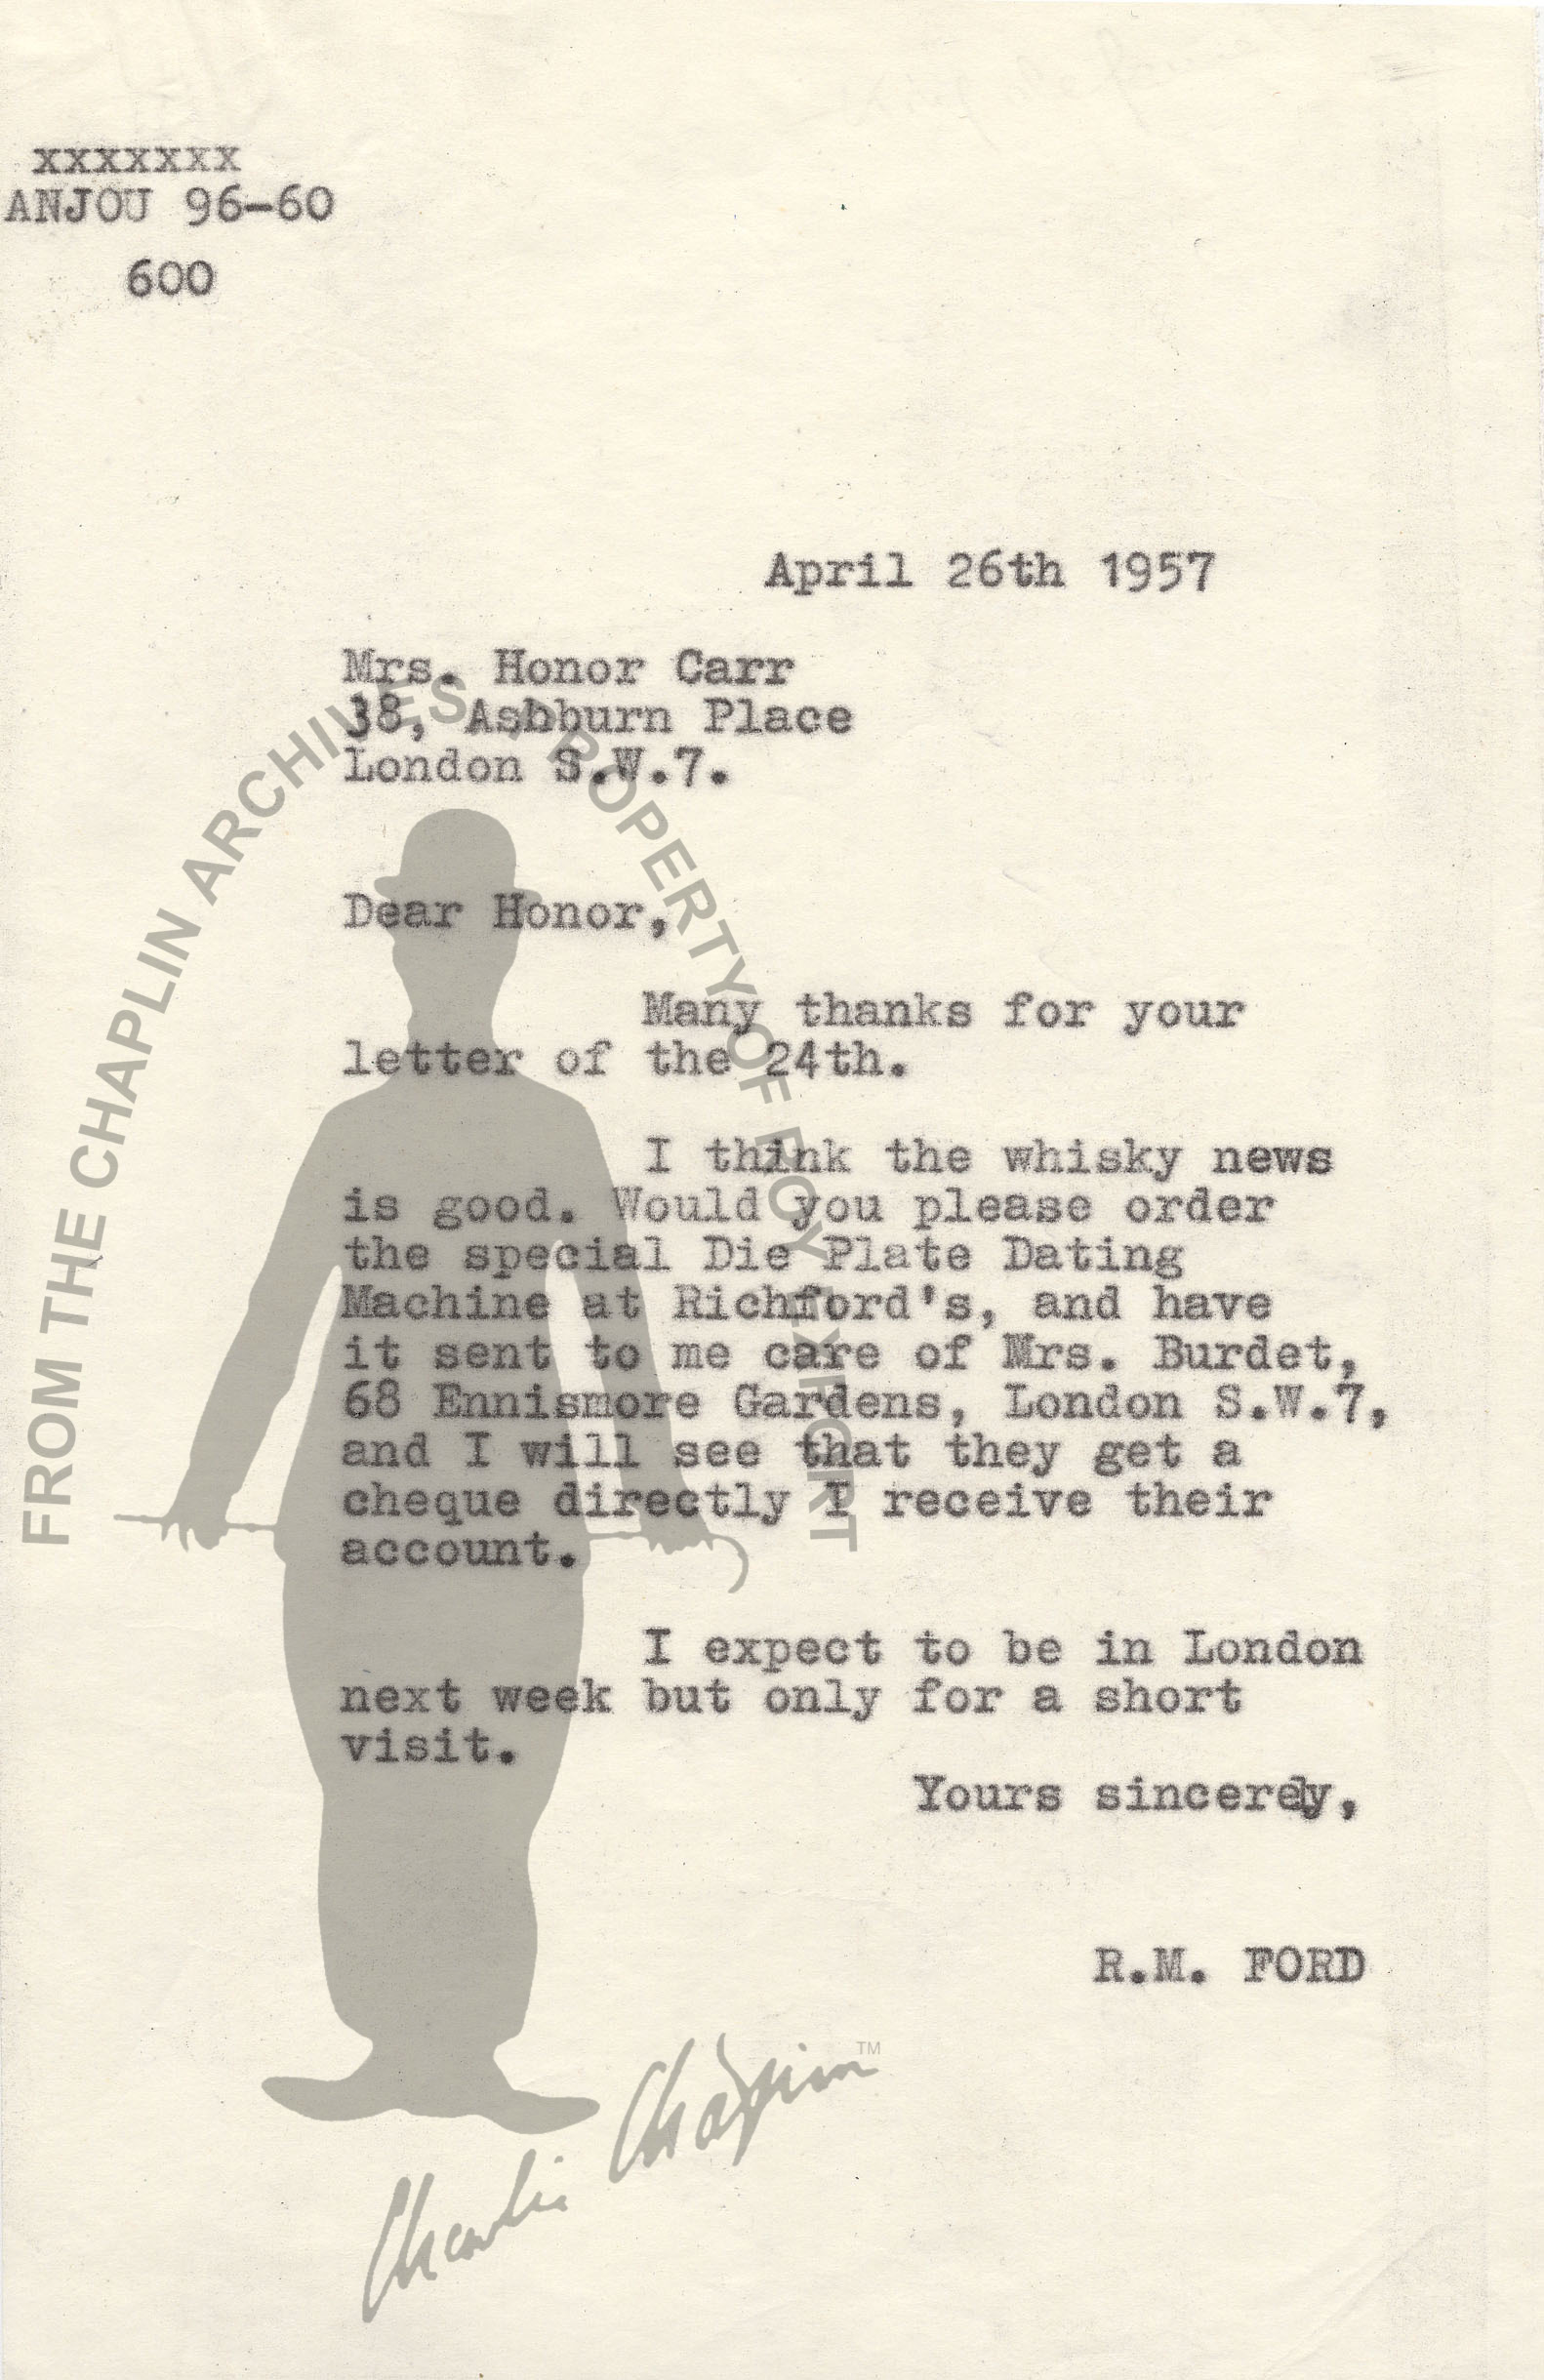 xxxxxxx
ANJOU 96-60
600
April 26th 1957
Mrs. Honor Carr
38, Ashburn Place
London S.W.7.
Dear Honor,
Many thanks for your
letter of the 24th.
I think the whisky news
is good. Would you please order
the special Die Plate Dating
Machine at Richford's, and have
it sent to me care of Mrs. Burdet,
68 Ennismore Gardens, London S.W.7,
and I will see that they get a
cheque directly I receive their
account.
I expect to be in London
next week but only for a short
visit.
Yours sincerely,
R.M. FORD
FROM THE CHAPLIN ARCHIVES - PROPERTY OF ROY EXPORT
Charlie Chaplin™